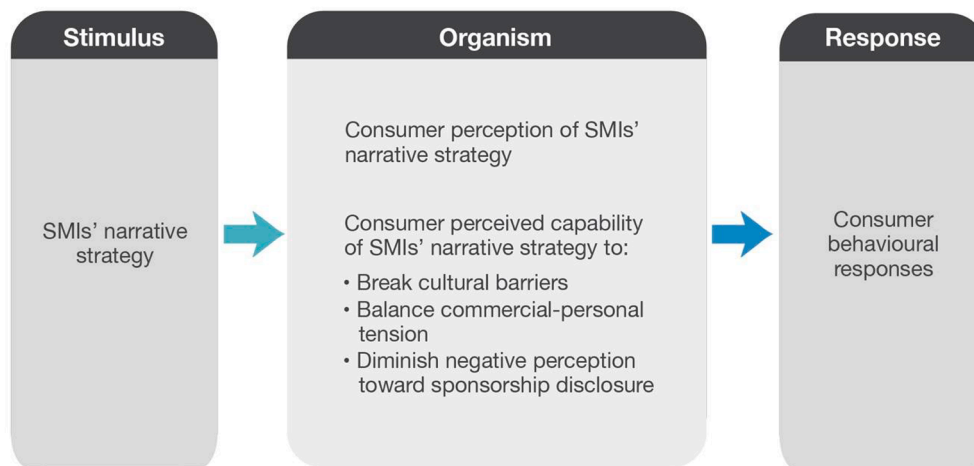 Stimulus
SMIs’ narrative
strategy
Organism
Consumer perception of SMIs’
narrative strategy
Consumer perceived capability
of SMIs’ narrative strategy to:
• Break cultural barriers
• Balance commercial-personal
tension
• Diminish negative perception
toward sponsorship disclosure
Response
Consumer
behavioural
responses